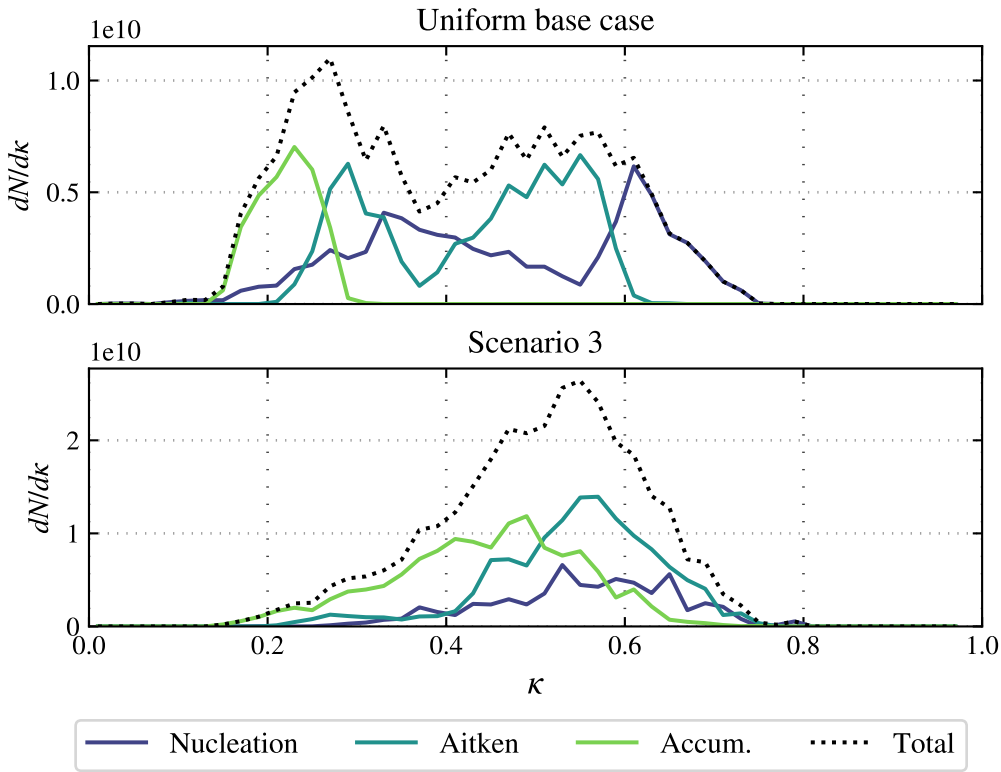 Uniform base case
1e10
dN/dκ
1.0
0.5
0.0
Scenario 3
1e10
dN/dκ
2
1
0
0.0 0.2 0.4 0.6 0.8 1.0
κ
Nucleation Aitken Accum. Total